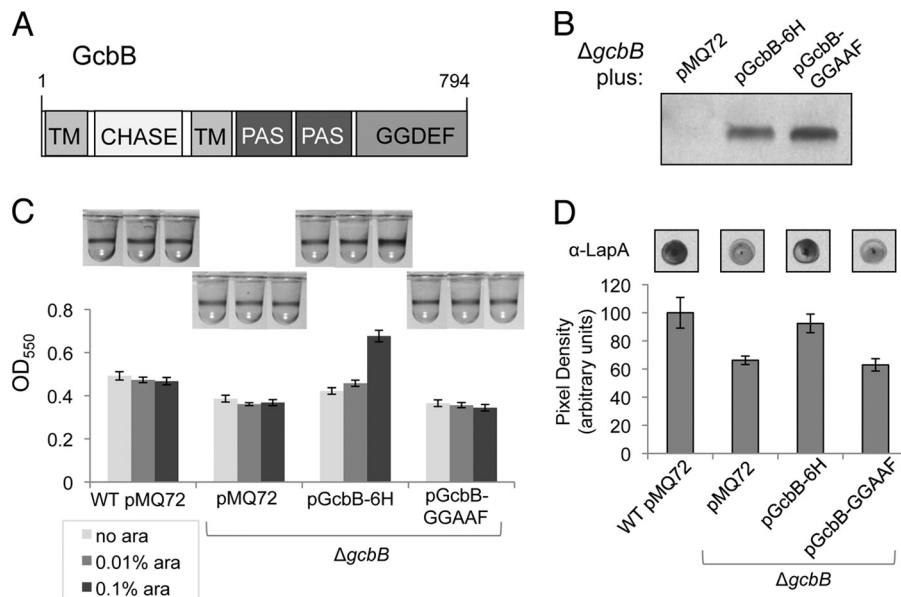 A
GcbB
1 794
TM CHASE TM PAS PAS GGDEF
B
ΔgcbB
plus:
pMQ72
pGcbB-6H
pGcbB-
GGAAF
C
OD550
0.8
0.6
0.4
0.2
0
WT pMQ72 pMQ72 pGcbB-6H pGcbB-
GGAAF
ΔgcbB
no ara
0.01% ara
0.1% ara
D
α-LapA
Pixel Density
(arbitrary units)
120
100
80
60
40
20
0
WT pMQ72
pMQ72
pGcbB-6H
pGcbB-GGAAF
ΔgcbB